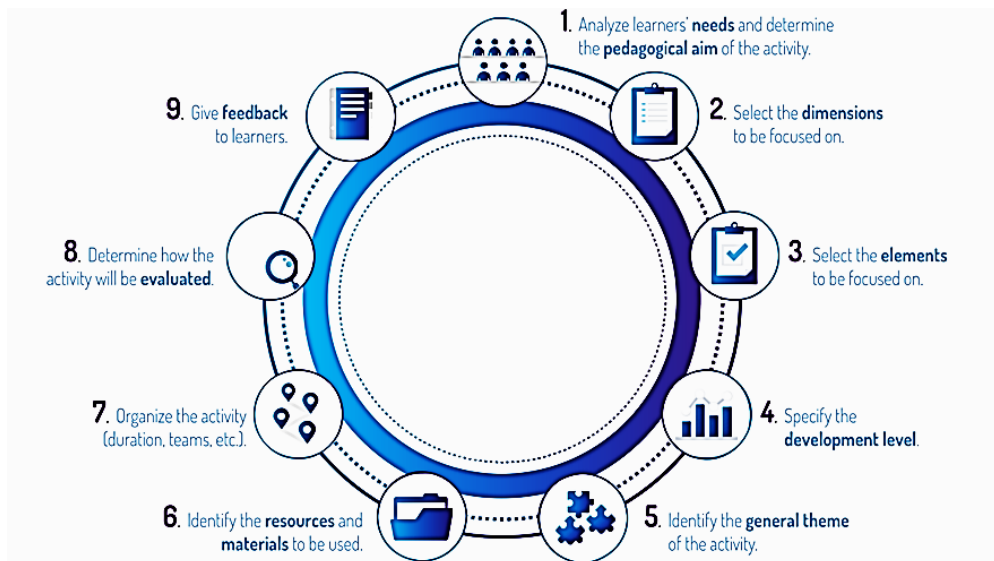 1. Analyze learners' needs and determine
the pedagogical aim of the activity.
2. Select the dimensions
to be focused on.
3. Select the elements
to be focused on.
4. Specify the
development level.
5. Identify the general theme
of the activity.
6. Identify the resources and
materials to be used.
7. Organize the activity
(duration, teams, etc.).
8. Determine how the
activity will be evaluated.
9. Give feedback
to learners.